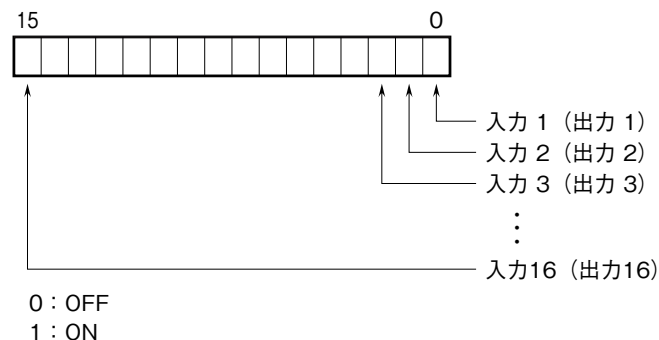 15 0
入力 1（出力 1）
入力 2（出力 2）
入力 3（出力 3）
⋮
入力16（出力16）
0：OFF
1：ON